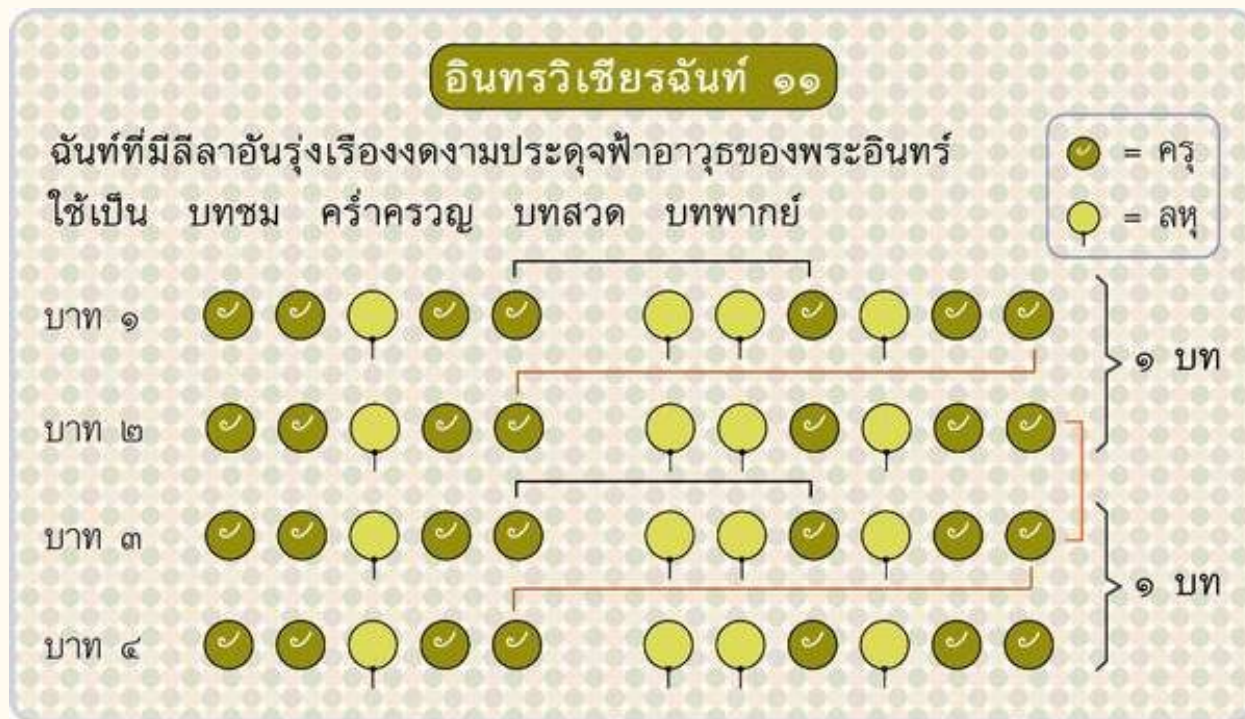 อินทรวิเชียรฉันท์ ๑๑
ฉันท์ที่มีลีลาอันรุ่งเรืองงดงามประดุจฟ้าอาวุธของพระอินทร์
ใช้เป็น บทชม คร่ำครวญ บทสวด บทพากย์
= ครุ
= ลหุ
บาท ๑
๑ บท
บาท ๒
บาท ๓
๑ บท
บาท ๔